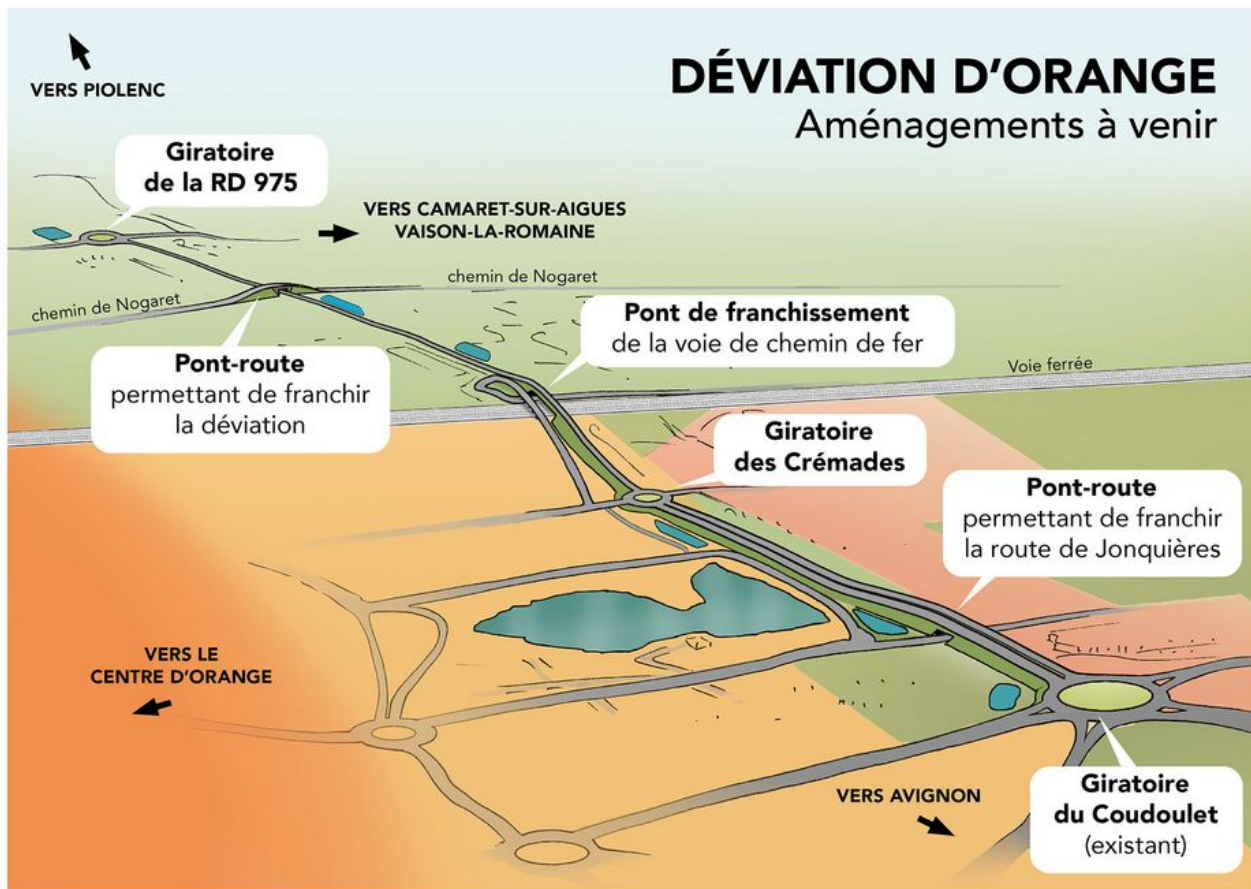 DÉVIATION D'ORANGE
Aménagements à venir
VERS PIOLENC
Giratoire
de la RD 975
VERS CAMARET-SUR-AIGUES
VAISON-LA-ROMAINE
chemin de Nogaret
chemin de Nogaret
Pont de franchissement
de la voie de chemin de fer
Pont-route
permettant de franchir
la déviation
Voie ferrée
Giratoire
des Crémades
Pont-route
permettant de franchir
la route de Jonquières
VERS LE
CENTRE D'ORANGE
VERS AVIGNON
Giratoire
du Coudoulet
(existant)